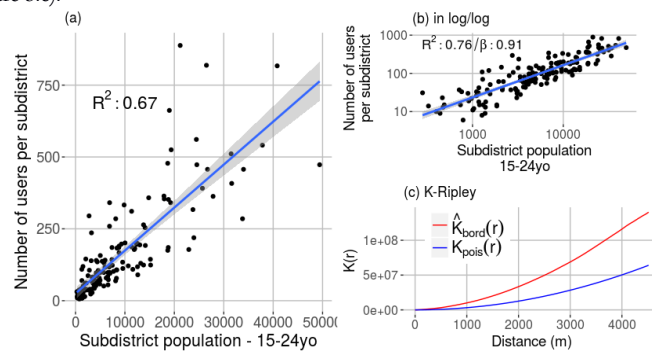 (a)
Number of users per subdistrict
750
500
250
0
R² : 0.67
0 10000 20000 30000 40000 50000
Subdistrict population - 15-24yo
(b) in log/log
Number of users
per subdistrict
1000
100
10
R² : 0.76/β : 0.91
1000 10000
Subdistrict population
15-24yo
(c) K-Ripley
K(r)
1e+08
5e+07
0e+00
K̂bord(r)
Kpois(r)
0 1000 2000 3000 4000
Distance (m)